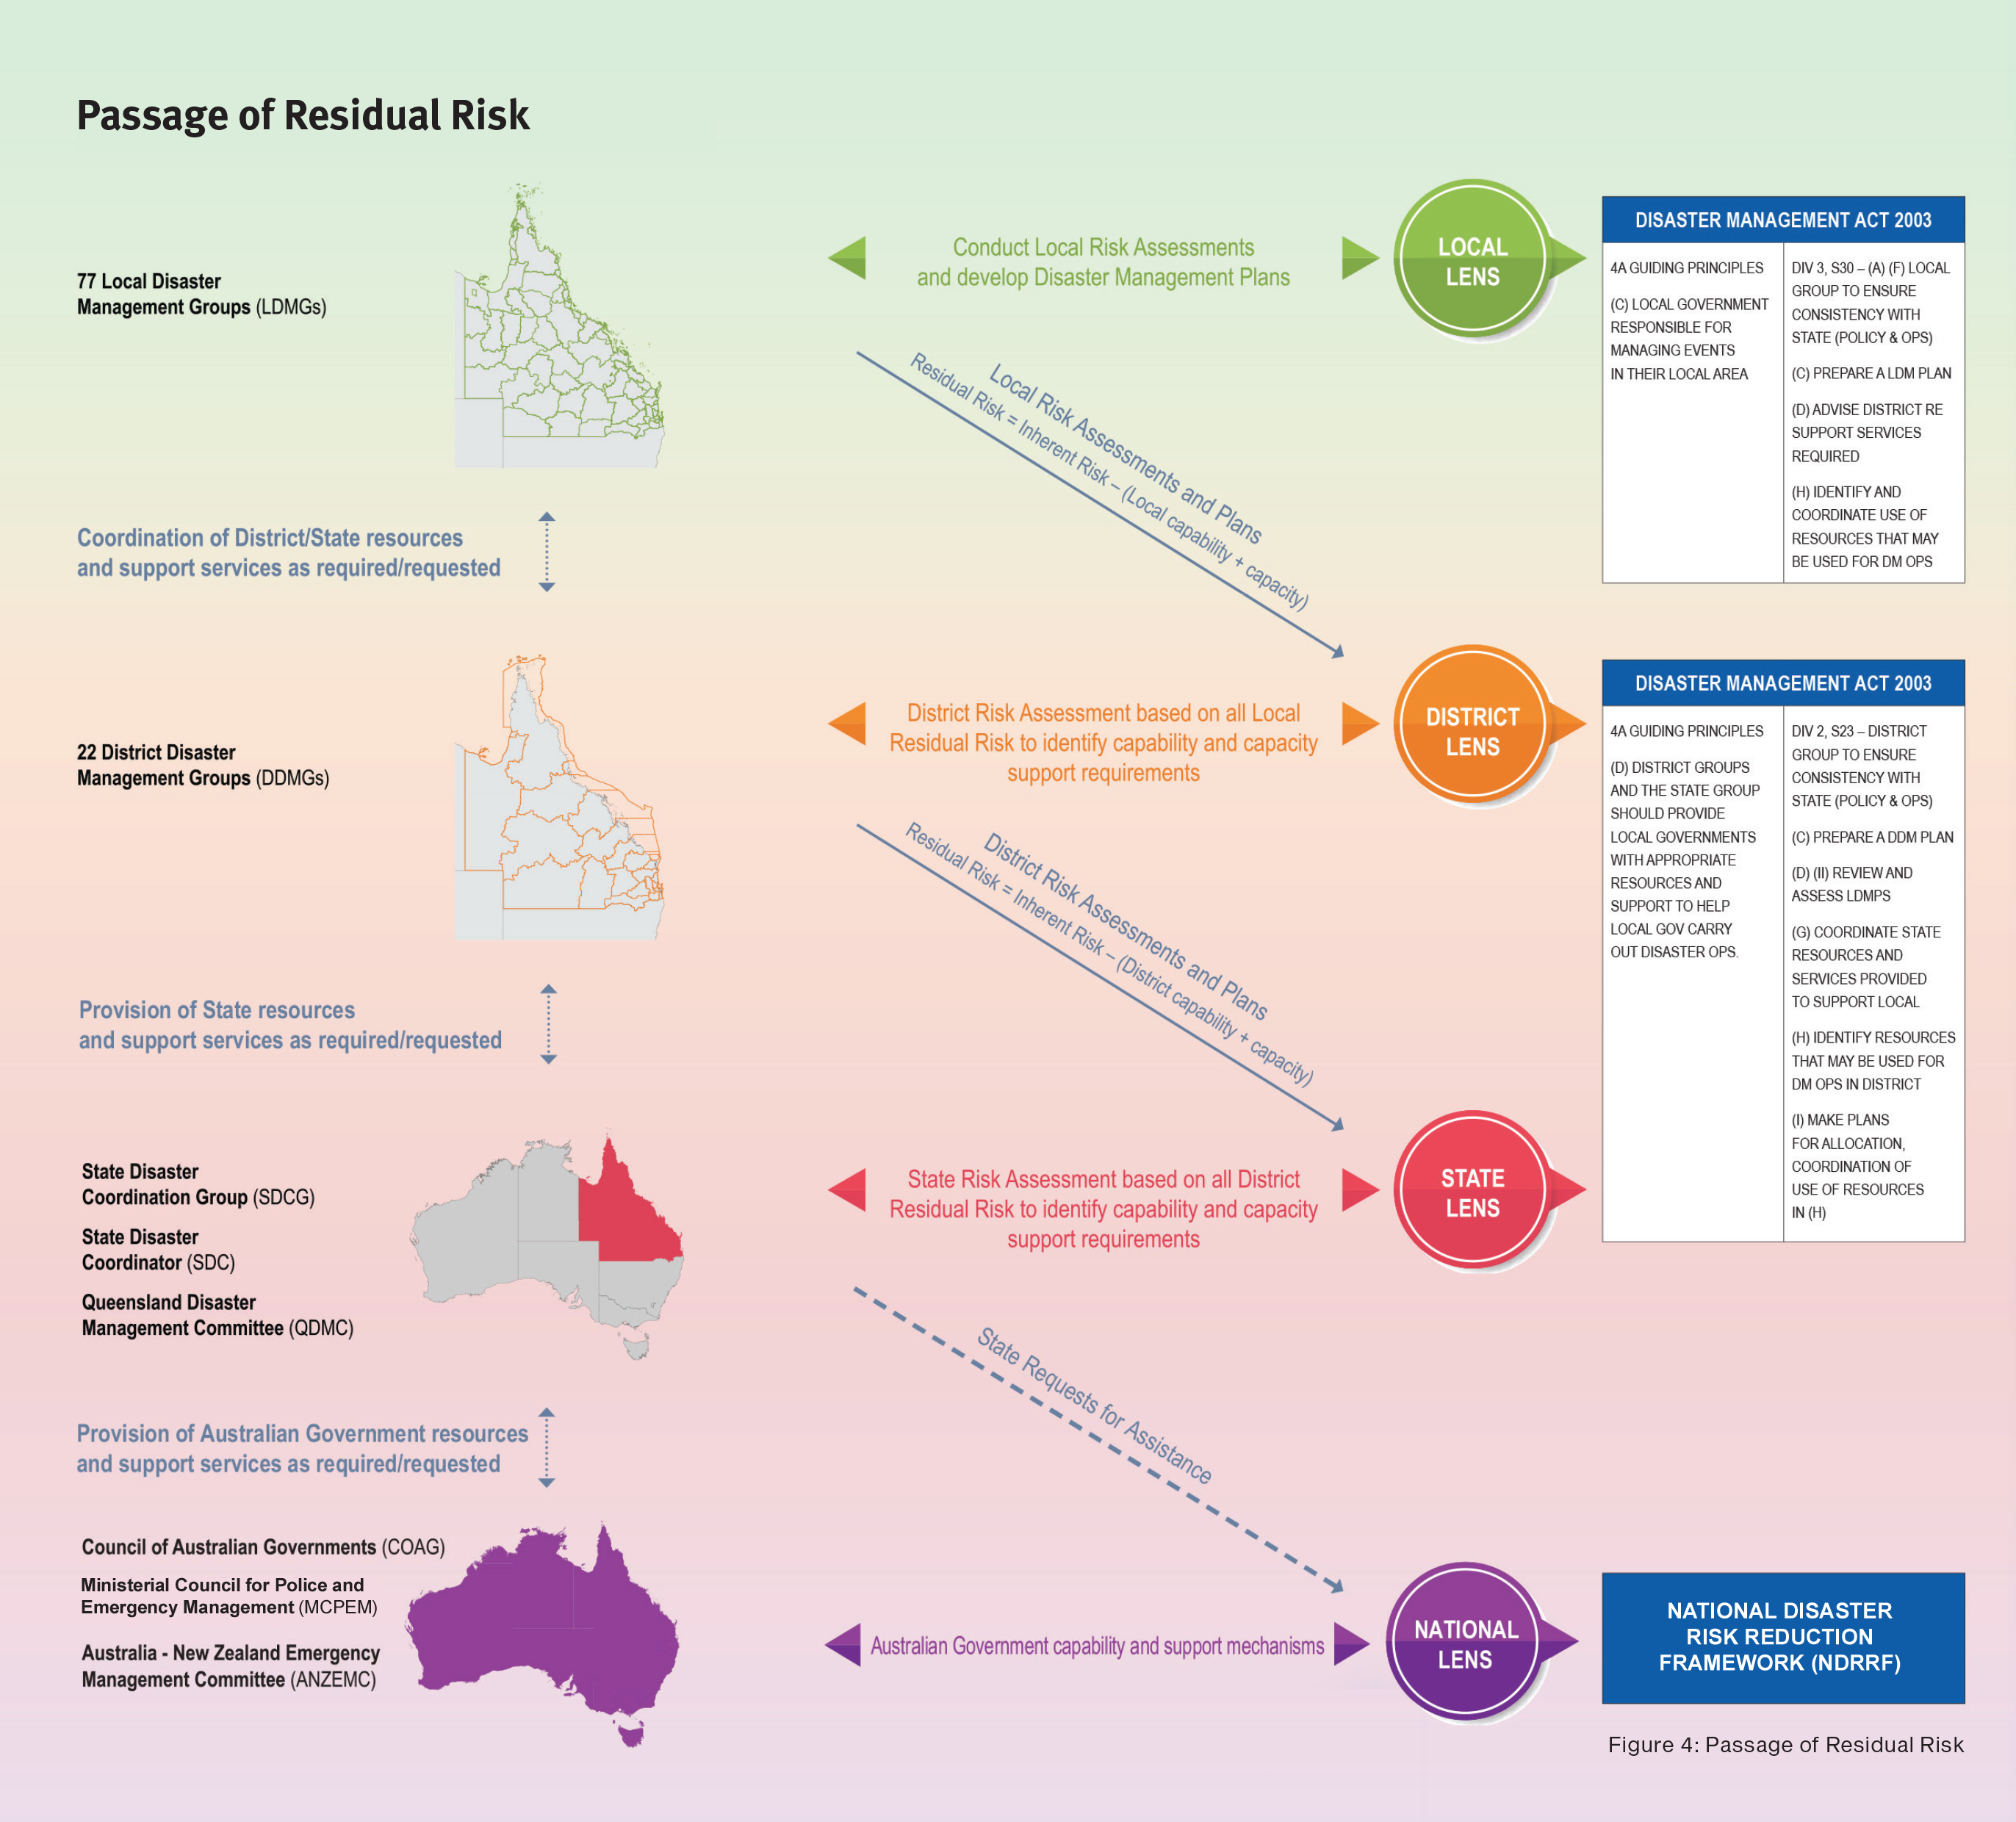 Passage of Residual Risk
77 Local Disaster
Management Groups (LDMGs)
Conduct Local Risk Assessments
and develop Disaster Management Plans
LOCAL
LENS
DISASTER MANAGEMENT ACT 2003
4A GUIDING PRINCIPLES
(C) LOCAL GOVERNMENT
RESPONSIBLE FOR
MANAGING EVENTS
IN THEIR LOCAL AREA
DIV 3, S30 – (A) (F) LOCAL
GROUP TO ENSURE
CONSISTENCY WITH
STATE (POLICY & OPS)
(C) PREPARE A LDM PLAN
(D) ADVISE DISTRICT RE
SUPPORT SERVICES
REQUIRED
(H) IDENTIFY AND
COORDINATE USE OF
RESOURCES THAT MAY
BE USED FOR DM OPS
Local Risk Assessments and Plans
Residual Risk = Inherent Risk – (Local capability + capacity)
Coordination of District/State resources
and support services as required/requested
22 District Disaster
Management Groups (DDMGs)
District Risk Assessment based on all Local
Residual Risk to identify capability and capacity
support requirements
DISTRICT
LENS
DISASTER MANAGEMENT ACT 2003
4A GUIDING PRINCIPLES
(D) DISTRICT GROUPS
AND THE STATE GROUP
SHOULD PROVIDE
LOCAL GOVERNMENTS
WITH APPROPRIATE
RESOURCES AND
SUPPORT TO HELP
LOCAL GOV CARRY
OUT DISASTER OPS.
DIV 2, S23 – DISTRICT
GROUP TO ENSURE
CONSISTENCY WITH
STATE (POLICY & OPS)
(C) PREPARE A DDM PLAN
(D) (II) REVIEW AND
ASSESS LDMPS
(G) COORDINATE STATE
RESOURCES AND
SERVICES PROVIDED
TO SUPPORT LOCAL
(H) IDENTIFY RESOURCES
THAT MAY BE USED FOR
DM OPS IN DISTRICT
(I) MAKE PLANS
FOR ALLOCATION,
COORDINATION OF
USE OF RESOURCES
IN (H)
District Risk Assessments and Plans
Residual Risk = Inherent Risk – (District capability + capacity)
Provision of State resources
and support services as required/requested
State Disaster
Coordination Group (SDCG)
State Disaster
Coordinator (SDC)
Queensland Disaster
Management Committee (QDMC)
State Risk Assessment based on all District
Residual Risk to identify capability and capacity
support requirements
STATE
LENS
State Requests for Assistance
Provision of Australian Government resources
and support services as required/requested
Council of Australian Governments (COAG)
Ministerial Council for Police and
Emergency Management (MCPEM)
Australia - New Zealand Emergency
Management Committee (ANZEMC)
Australian Government capability and support mechanisms
NATIONAL
LENS
NATIONAL DISASTER
RISK REDUCTION
FRAMEWORK (NDRRF)
Figure 4: Passage of Residual Risk